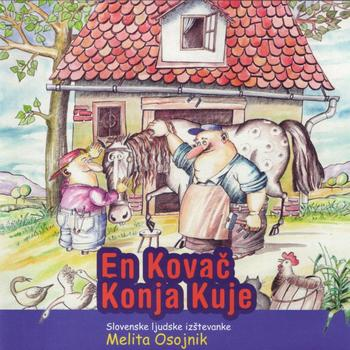 En Kovač
Konja Kuje
Slovenske ljudske izštevanke
Melita Osojnik